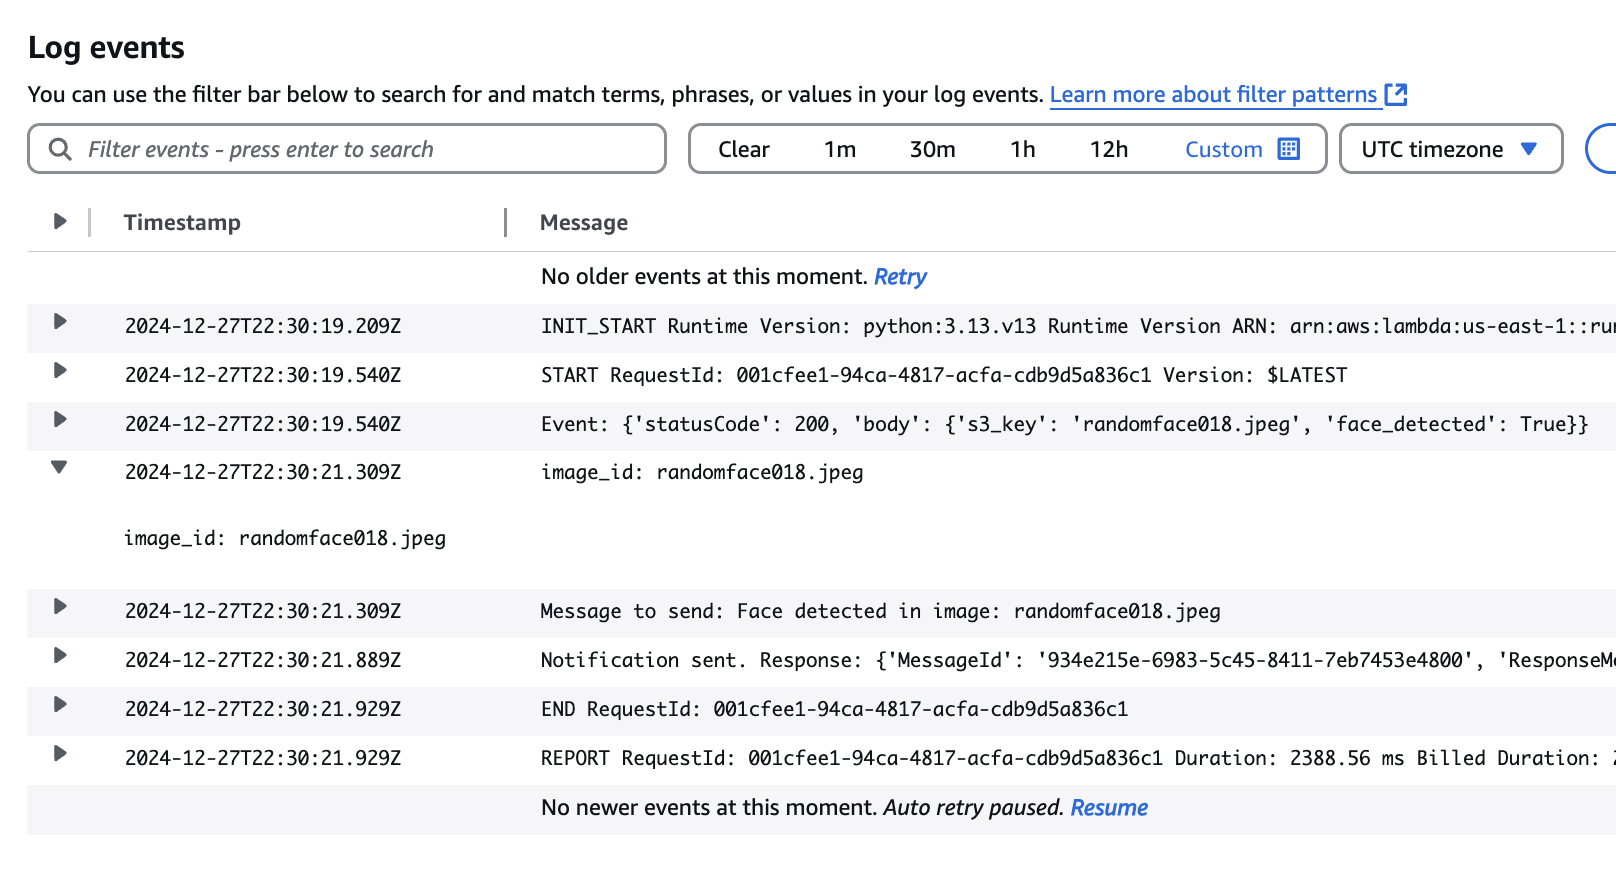 Log events
You can use the filter bar below to search for and match terms, phrases, or values in your log events. Learn more about filter patterns
Filter events - press enter to search Clear 1m 30m 1h 12h Custom UTC timezone
Timestamp Message
No older events at this moment. Retry
2024-12-27T22:30:19.209Z INIT_START Runtime Version: python:3.13.v13 Runtime Version ARN: arn:aws:lambda:us-east-1::run
2024-12-27T22:30:19.540Z START RequestId: 001cfee1-94ca-4817-acfa-cdb9d5a836c1 Version: $LATEST
2024-12-27T22:30:19.540Z Event: {'statusCode': 200, 'body': {'s3_key': 'randomface018.jpeg', 'face_detected': True}}
2024-12-27T22:30:21.309Z image_id: randomface018.jpeg
image_id: randomface018.jpeg
2024-12-27T22:30:21.309Z Message to send: Face detected in image: randomface018.jpeg
2024-12-27T22:30:21.889Z Notification sent. Response: {'MessageId': '934e215e-6983-5c45-8411-7eb7453e4800', 'ResponseMe
2024-12-27T22:30:21.929Z END RequestId: 001cfee1-94ca-4817-acfa-cdb9d5a836c1
2024-12-27T22:30:21.929Z REPORT RequestId: 001cfee1-94ca-4817-acfa-cdb9d5a836c1 Duration: 2388.56 ms Billed Duration:
No newer events at this moment. Auto retry paused. Resume